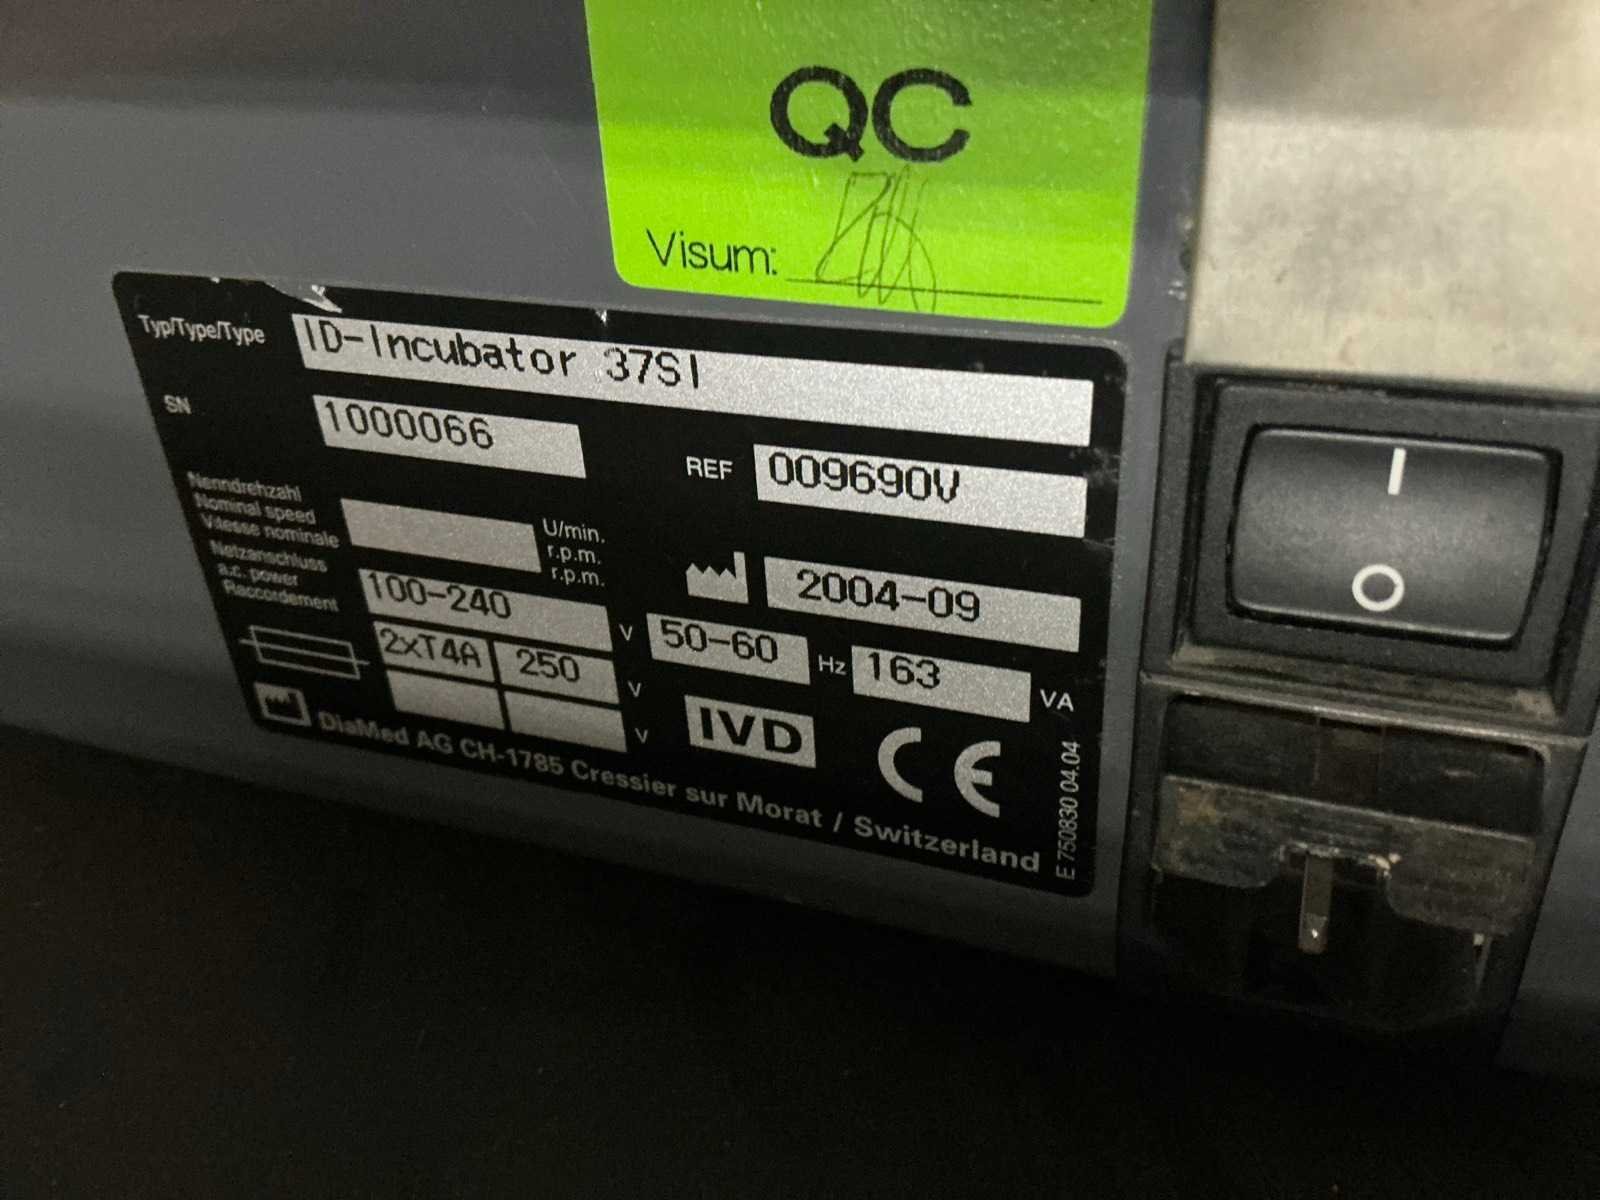 QC
Visum:
Typ/Type/Type ID-Incubator 37SI
SN 1000066
REF 009690V
Nenndrehzahl
Nominal speed
Vitesse nominale
U/min.
r.p.m.
r.p.m.
2004-09
Netzanschluss
a.c. power
Raccordement
100-240 V 50-60 Hz 163 VA
2xT4A 250 V
V
IVD CE
DiaMed AG CH-1785 Cressier sur Morat / Switzerland
E 750830 04.04
I
O